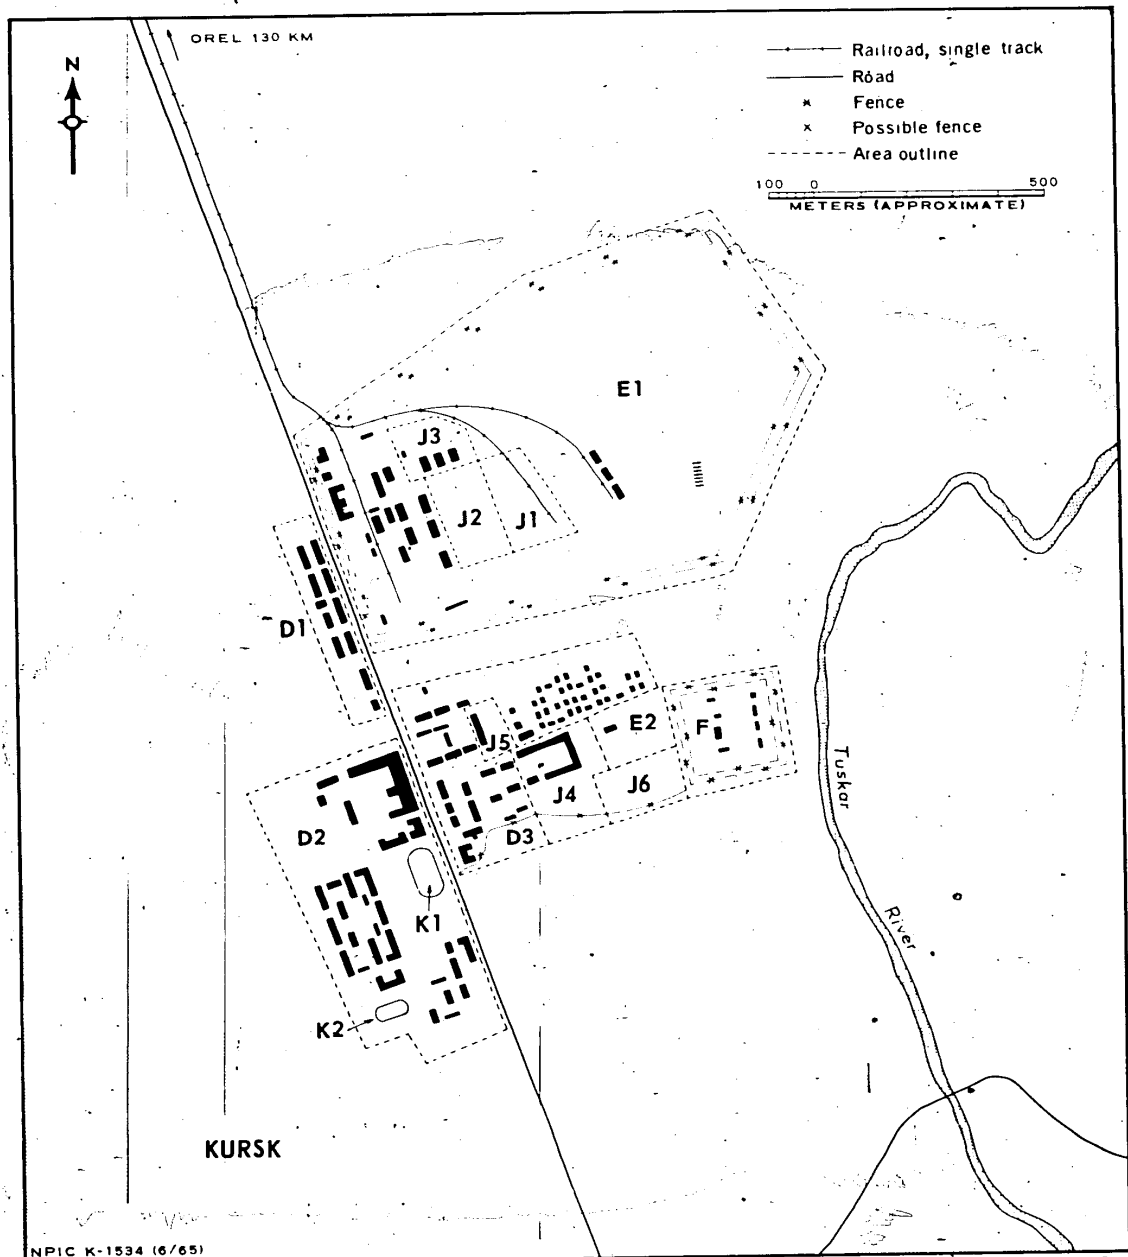 OREL 130 KM
N
Railroad, single track
Road
Fence
Possible fence
Area outline
100 0 500
METERS (APPROXIMATE)
E1
J3
J2
J1
D1
E2
F
J5
J4
J6
D2
D3
K1
K2
Tuskar
River
KURSK
NPIC K-1534 (6/65)